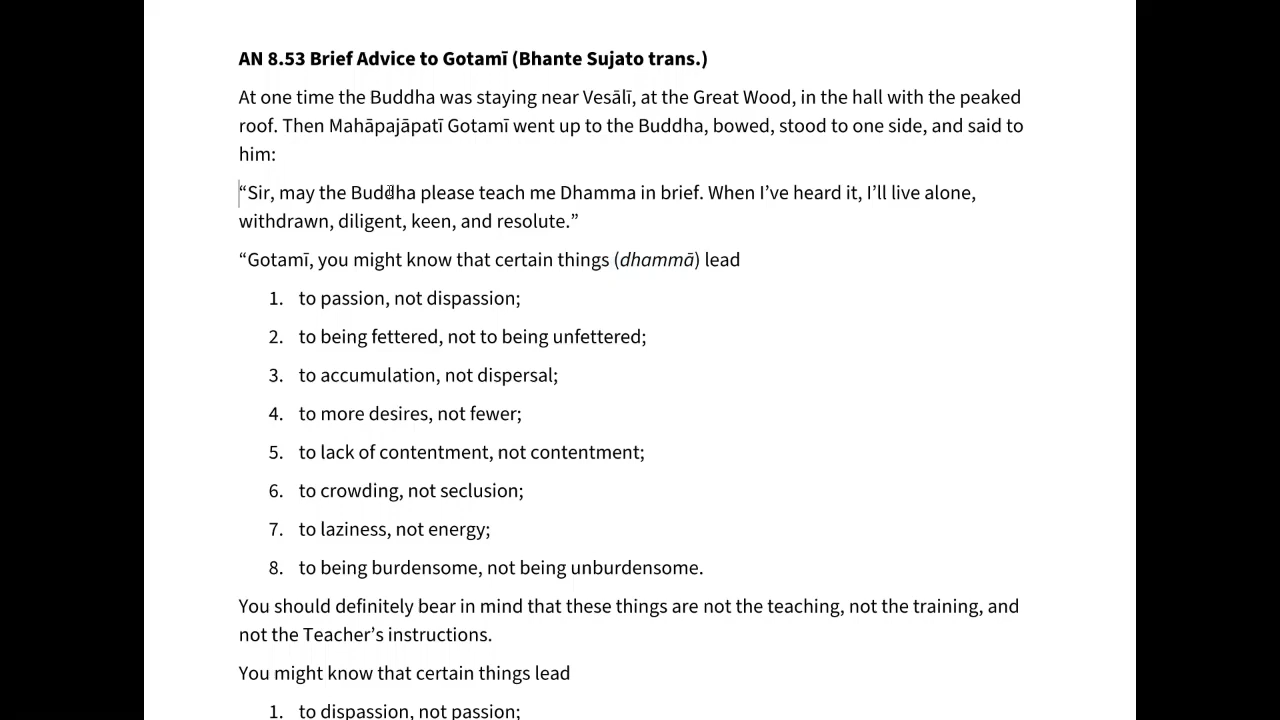 AN 8.53 Brief Advice to Gotamī (Bhante Sujato trans.)
At one time the Buddha was staying near Vesālī, at the Great Wood, in the hall with the peaked
roof. Then Mahāpajāpatī Gotamī went up to the Buddha, bowed, stood to one side, and said to
him:
“Sir, may the Buddha please teach me Dhamma in brief. When I’ve heard it, I’ll live alone,
withdrawn, diligent, keen, and resolute.”
“Gotamī, you might know that certain things (dhammā) lead
1. to passion, not dispassion;
2. to being fettered, not to being unfettered;
3. to accumulation, not dispersal;
4. to more desires, not fewer;
5. to lack of contentment, not contentment;
6. to crowding, not seclusion;
7. to laziness, not energy;
8. to being burdensome, not being unburdensome.
You should definitely bear in mind that these things are not the teaching, not the training, and
not the Teacher’s instructions.
You might know that certain things lead
1. to dispassion, not passion;